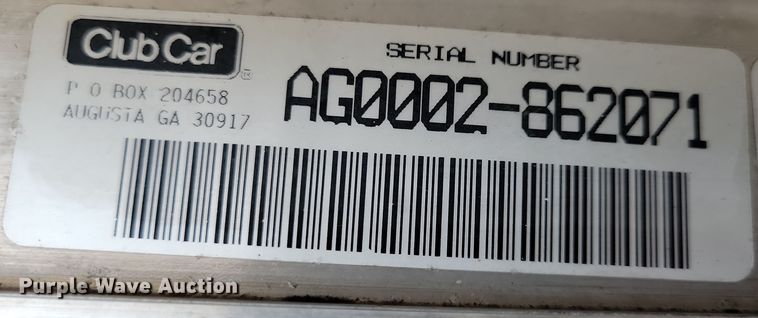 Club Car
®
SERIAL NUMBER
P O BOX 204658
AUGUSTA GA 30917
AG0002-862071
Purple Wave Auction